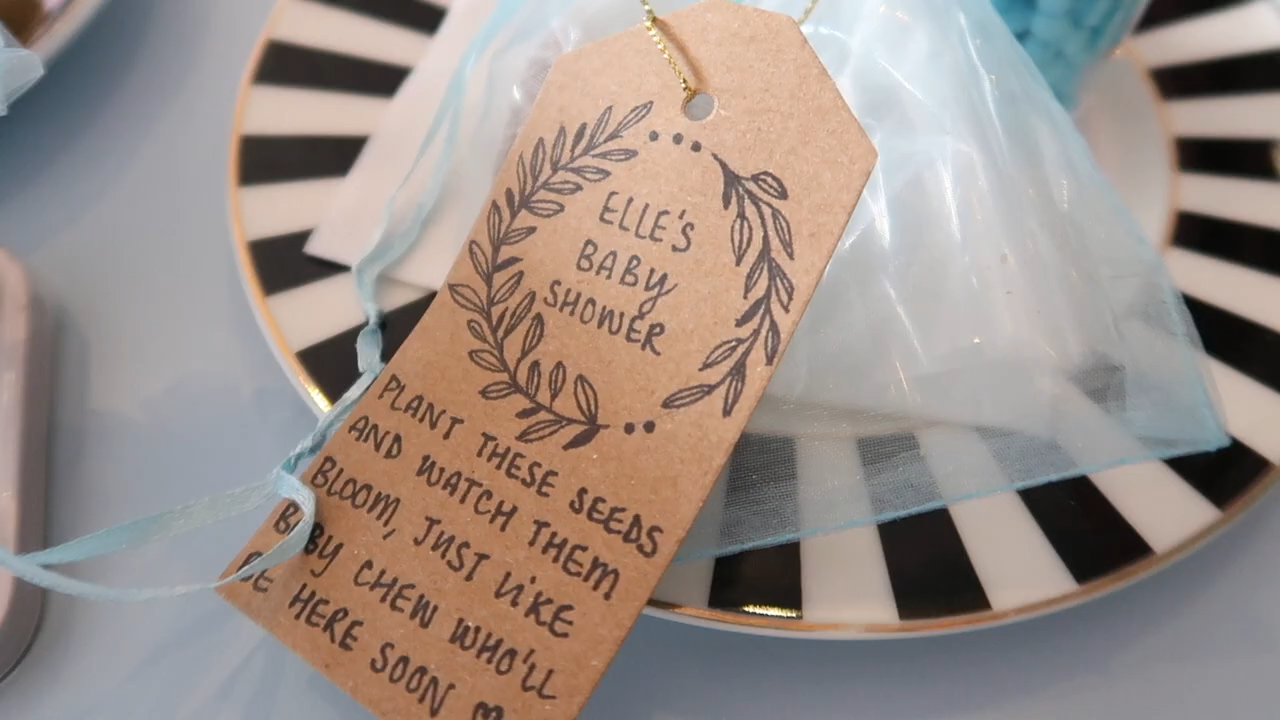 ELLE'S
BABY
SHOWER
PLANT THESE SEEDS
AND WATCH THEM
BLOOM, JUST LIKE
BABY CHEW WHO'LL
BE HERE SOON ♡